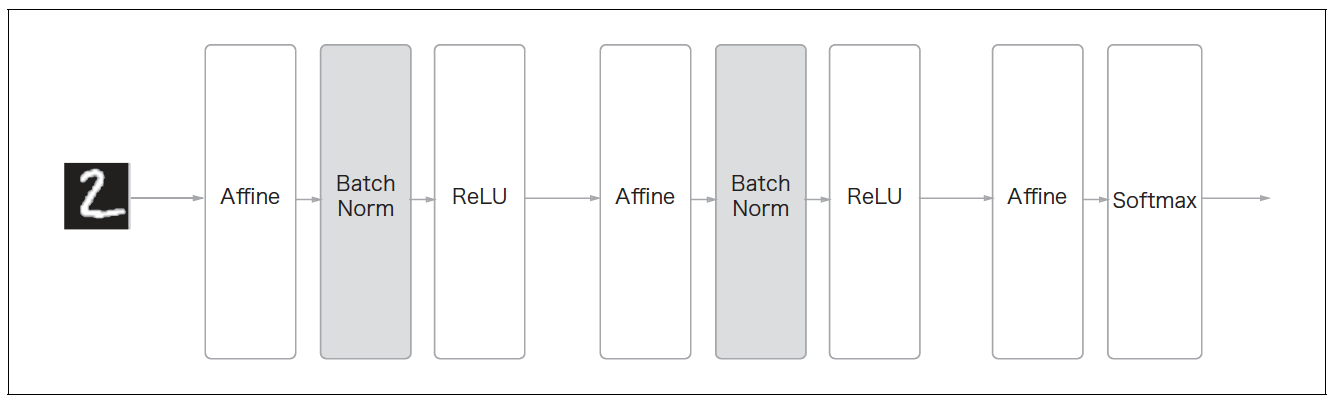 2
Affine
Batch
Norm
ReLU
Affine
Batch
Norm
ReLU
Affine
Softmax